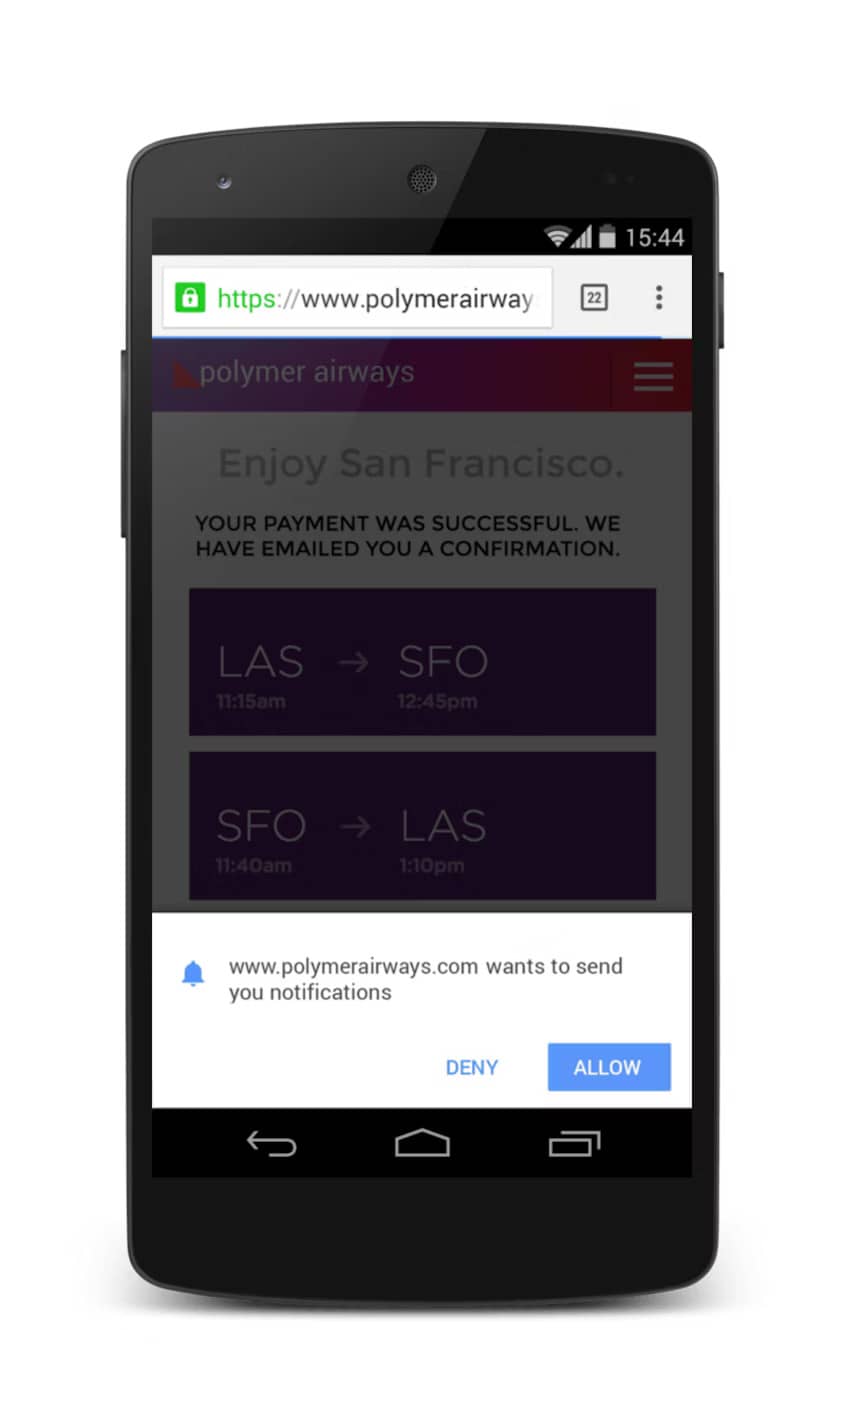 15:44
https://www.polymerairway
22
polymer airways
Enjoy San Francisco.
YOUR PAYMENT WAS SUCCESSFUL. WE
HAVE EMAILED YOU A CONFIRMATION.
LAS → SFO
11:15am 12:45pm
SFO → LAS
11:40am 1:10pm
www.polymerairways.com wants to send
you notifications
DENY ALLOW